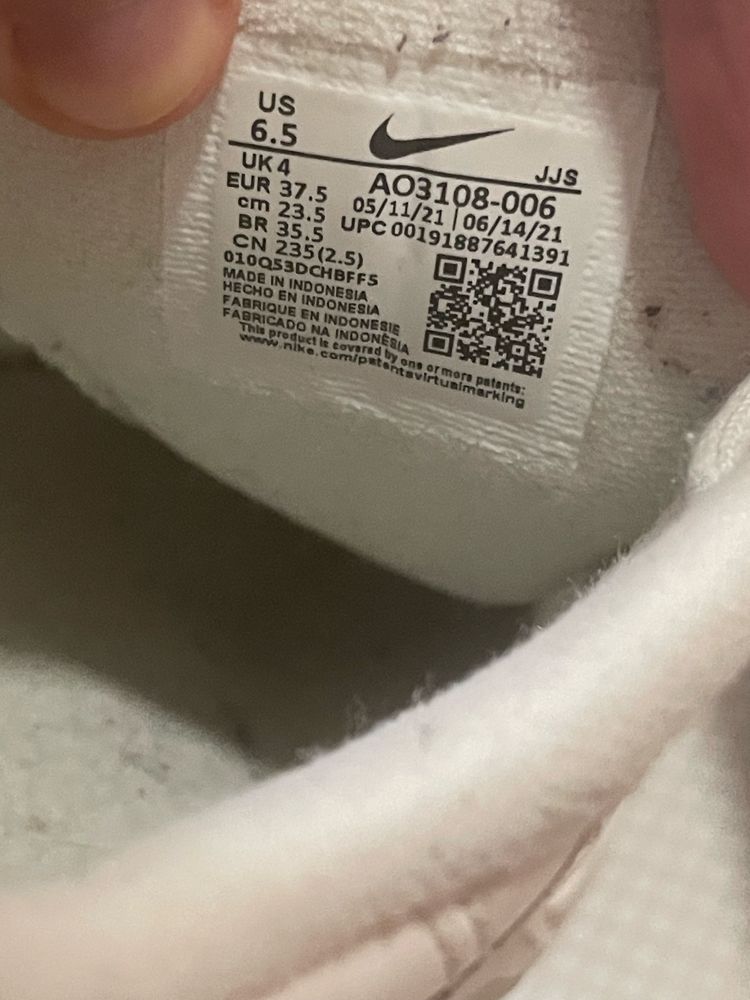 US
6.5
JJS
UK 4
EUR 37.5
cm 23.5
BR 35.5
CN 235(2.5)
AO3108-006
05/11/21 | 06/14/21
UPC 00191887641391
010Q53DCHBFF5
MADE IN INDONESIA
HECHO EN INDONESIA
FABRIQUE EN INDONESIE
FABRICADO NA INDONÉSIA
This product is covered by one or more patents:
www.nike.com/patentsvirtualmarking